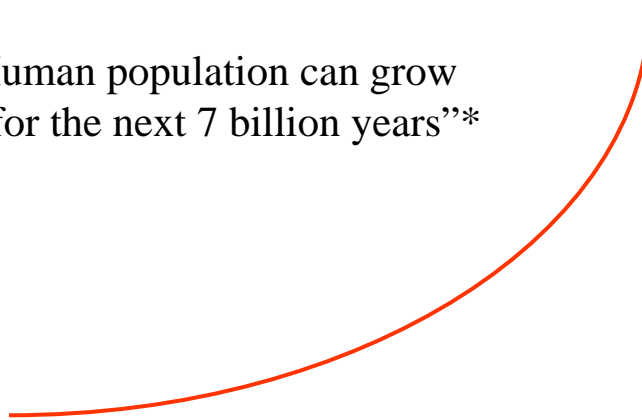 uman population can grow
for the next 7 billion years”*